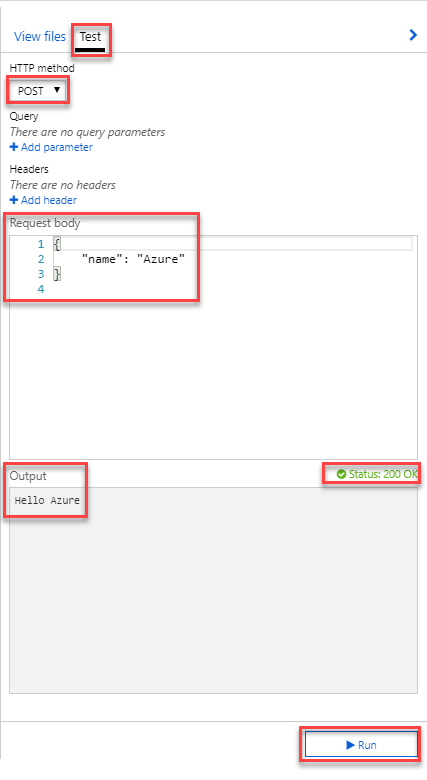 View files Test
HTTP method
POST
Query
There are no query parameters
+ Add parameter
Headers
There are no headers
+ Add header
Request body
1 {
2 "name": "Azure"
3 }
4
Output Status: 200 OK
Hello Azure
Run